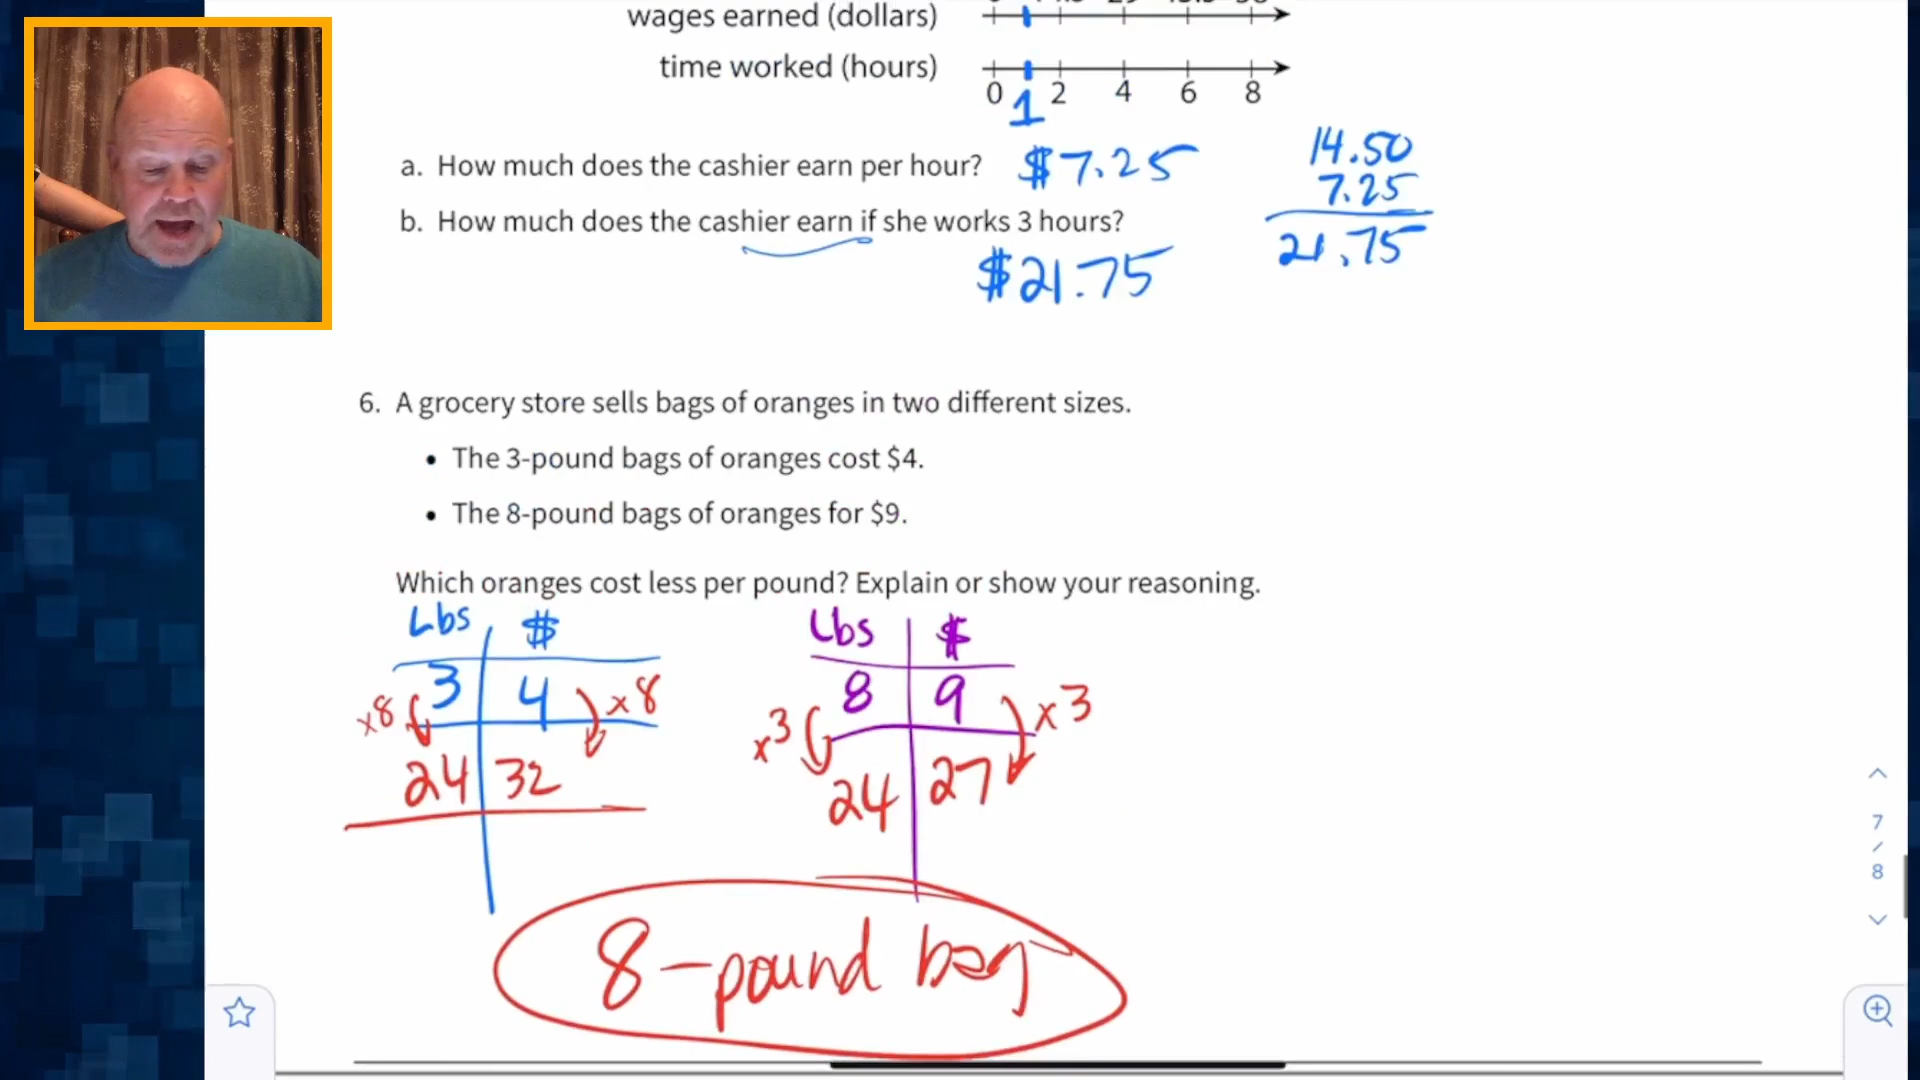 wages earned (dollars)
time worked (hours)
0 1 2 4 6 8
a. How much does the cashier earn per hour? $7.25
14.50
7.25
21.75
b. How much does the cashier earn if she works 3 hours?
$21.75
6. A grocery store sells bags of oranges in two different sizes.
• The 3-pound bags of oranges cost $4.
• The 8-pound bags of oranges for $9.
Which oranges cost less per pound? Explain or show your reasoning.
Lbs $
3 4
x8 x8
24 32
Lbs $
8 9
x3 x3
24 27
8-pound bag
7
/
8